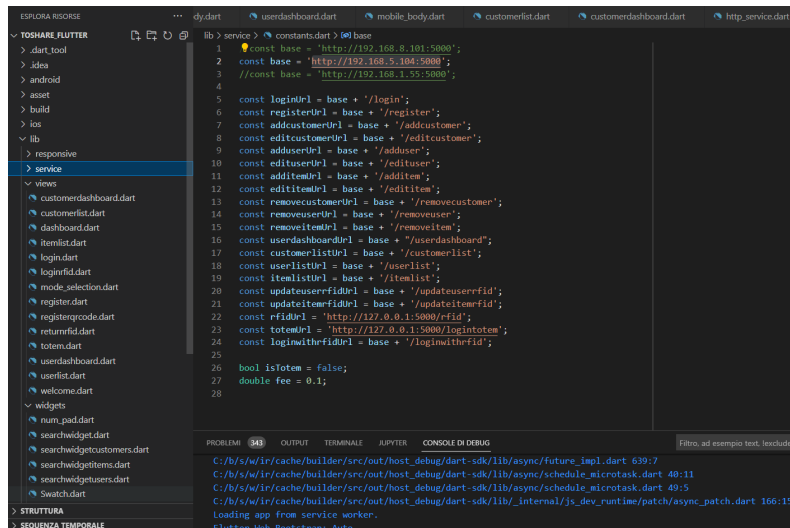 ESPLORA RISORSE
TOSHARE_FLUTTER
.dart_tool
.idea
android
asset
build
ios
lib
responsive
service
views
customerdashboard.dart
customerlist.dart
dashboard.dart
itemlist.dart
login.dart
loginrfid.dart
mode_selection.dart
register.dart
registerqrcode.dart
returnrfid.dart
totem.dart
userdashboard.dart
userlist.dart
welcome.dart
widgets
num_pad.dart
searchwidget.dart
searchwidgetcustomers.dart
searchwidgetitems.dart
searchwidgetusers.dart
Swatch.dart
STRUTTURA
SEQUENZA TEMPORALE
dy.dart userdashboard.dart mobile_body.dart customerlist.dart customerdashboard.dart http_service.dart
lib > service > constants.dart > base
1 const base = 'http://192.168.8.101:5000';
2 const base = 'http://192.168.5.104:5000';
3 //const base = 'http://192.168.1.55:5000';
4
5 const loginUrl = base + '/login';
6 const registerUrl = base + '/register';
7 const addcustomerUrl = base + '/addcustomer';
8 const editcustomerUrl = base + '/editcustomer';
9 const adduserUrl = base + '/adduser';
10 const edituserUrl = base + '/edituser';
11 const additemUrl = base + '/additem';
12 const edititemUrl = base + '/edititem';
13 const removecustomerUrl = base + '/removecustomer';
14 const removeuserUrl = base + '/removeuser';
15 const removeitemUrl = base + '/removeitem';
16 const userdashboardUrl = base + "/userdashboard";
17 const customerlistUrl = base + '/customerlist';
18 const userlistUrl = base + '/userlist';
19 const itemlistUrl = base + '/itemlist';
20 const updateuserrfidUrl = base + '/updateuserrfid';
21 const updateitemrfidUrl = base + '/updateitemrfid';
22 const rfidUrl = 'http://127.0.0.1:5000/rfid';
23 const totemUrl = 'http://127.0.0.1:5000/logintotem';
24 const loginwithrfidUrl = base + '/loginwithrfid';
25
26 bool isTotem = false;
27 double fee = 0.1;
28
PROBLEMI 343 OUTPUT TERMINALE JUPYTER CONSOLE DI DEBUG Filtro, ad esempio text, !exclude
C:/b/s/w/ir/cache/builder/src/out/host_debug/dart-sdk/lib/async/future_impl.dart 639:7
C:/b/s/w/ir/cache/builder/src/out/host_debug/dart-sdk/lib/async/schedule_microtask.dart 40:11
C:/b/s/w/ir/cache/builder/src/out/host_debug/dart-sdk/lib/async/schedule_microtask.dart 49:5
C:/b/s/w/ir/cache/builder/src/out/host_debug/dart-sdk/lib/_internal/js_dev_runtime/patch/async_patch.dart 166:15
Loading app from service worker.
Flutter Web Bootstrap: Auto